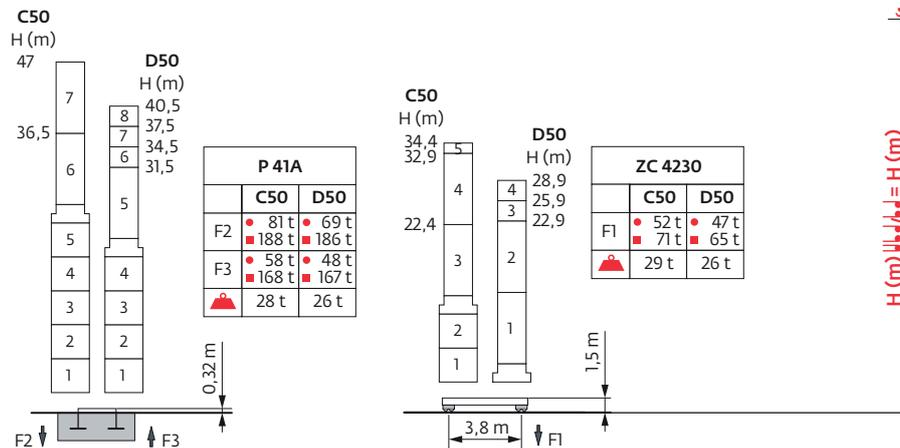 C50
H (m)
47
36,5
7
6
5
4
3
2
1
D50
H (m)
40,5
37,5
34,5
31,5
8
7
6
5
4
3
2
1
P 41A
C50 D50
F2 81 t 69 t
188 t 186 t
F3 58 t 48 t
168 t 167 t
28 t 26 t
0,32 m
F2 F3
C50
H (m)
34,4
32,9
22,4
5
4
3
2
1
D50
H (m)
28,9
25,9
22,9
4
3
2
1
ZC 4230
C50 D50
F1 52 t 47 t
71 t 65 t
29 t 26 t
1,5 m
3,8 m
F1
H (m)
= H (m)